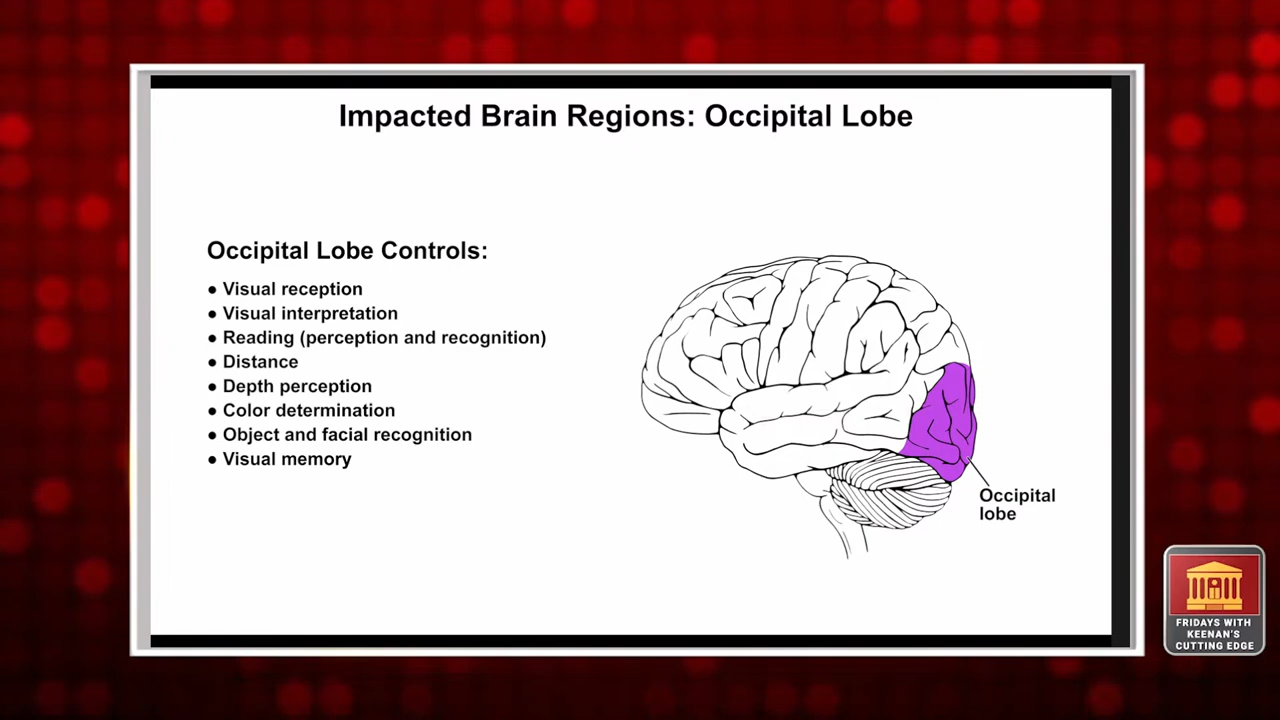 Impacted Brain Regions: Occipital Lobe
Occipital Lobe Controls:
● Visual reception
● Visual interpretation
● Reading (perception and recognition)
● Distance
● Depth perception
● Color determination
● Object and facial recognition
● Visual memory
Occipital
lobe
FRIDAYS WITH
KEENAN'S
CUTTING EDGE